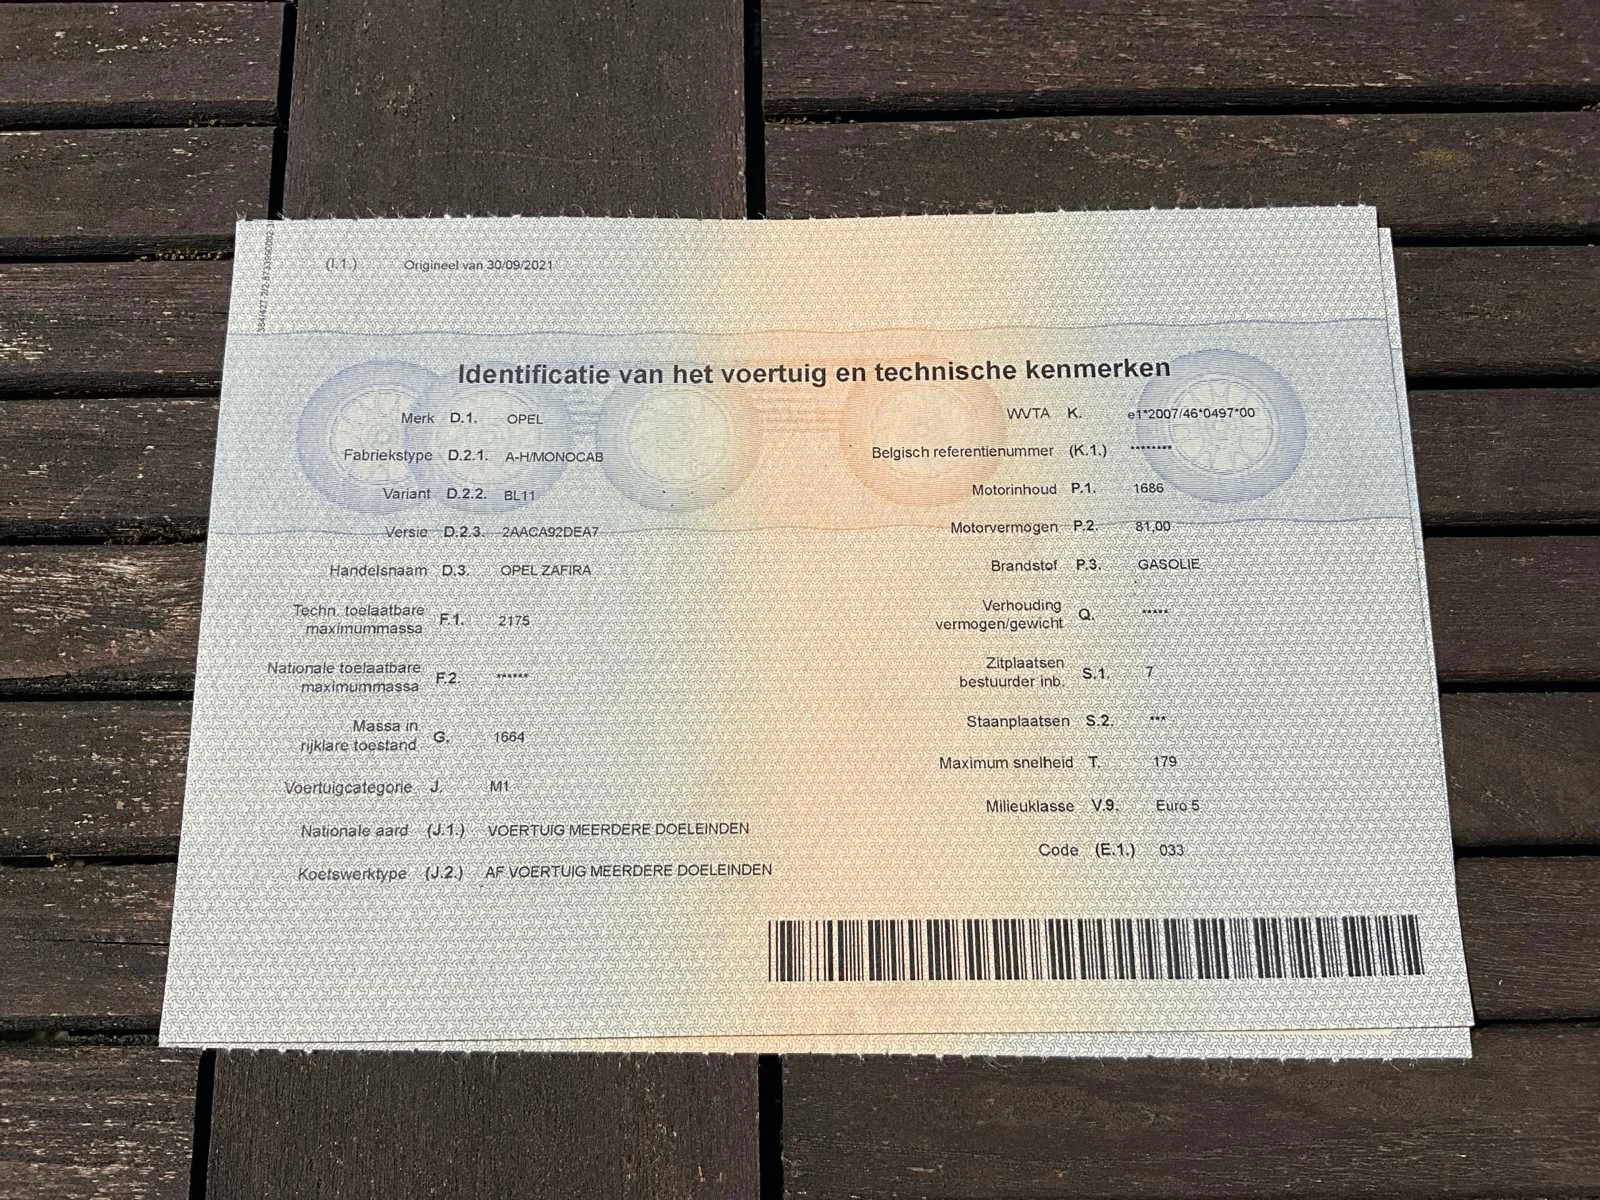 (I.1.) Origineel van 30/09/2021
Identificatie van het voertuig en technische kenmerken
Merk D.1. OPEL
Fabriekstype D.2.1. A-H/MONOCAB
Variant D.2.2. BL11
Versie D.2.3. 2AACA92DEA7
Handelsnaam D.3. OPEL ZAFIRA
Techn. toelaatbare
maximummassa F.1. 2175
Nationale toelaatbare
maximummassa F.2. ******
Massa in
rijklare toestand G. 1664
Voertuigcategorie J. M1
Nationale aard (J.1.) VOERTUIG MEERDERE DOELEINDEN
Koetswerktype (J.2.) AF VOERTUIG MEERDERE DOELEINDEN
WVTA K. e1*2007/46*0497*00
Belgisch referentienummer (K.1.) ********
Motorinhoud P.1. 1686
Motorvermogen P.2. 81,00
Brandstof P.3. GASOLIE
Verhouding
vermogen/gewicht Q. *****
Zitplaatsen
bestuurder inb. S.1. 7
Staanplaatsen S.2. ***
Maximum snelheid T. 179
Milieuklasse V.9. Euro 5
Code (E.1.) 033